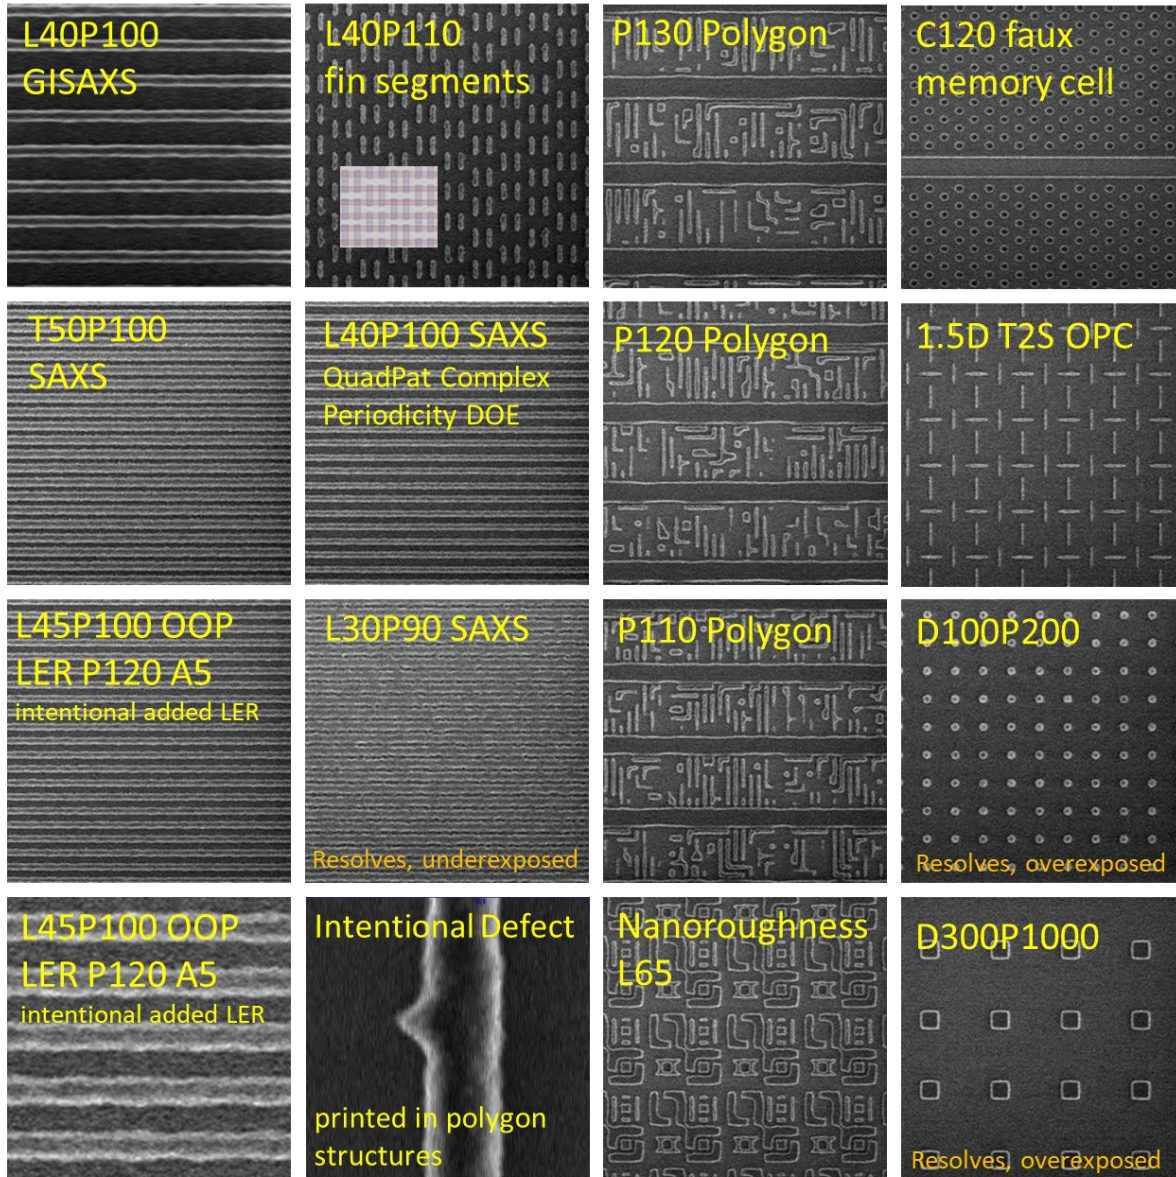 L40P100
GISAXS
L40P110
fin segments
P130 Polygon
C120 faux
memory cell
T50P100
SAXS
L40P100 SAXS
QuadPat Complex
Periodicity DOE
P120 Polygon
1.5D T2S OPC
L45P100 OOP
LER P120 A5
intentional added LER
L30P90 SAXS
Resolves, underexposed
P110 Polygon
D100P200
Resolves, overexposed
L45P100 OOP
LER P120 A5
intentional added LER
Intentional Defect
printed in polygon
structures
Nanoroughness
L65
D300P1000
Resolves, overexposed